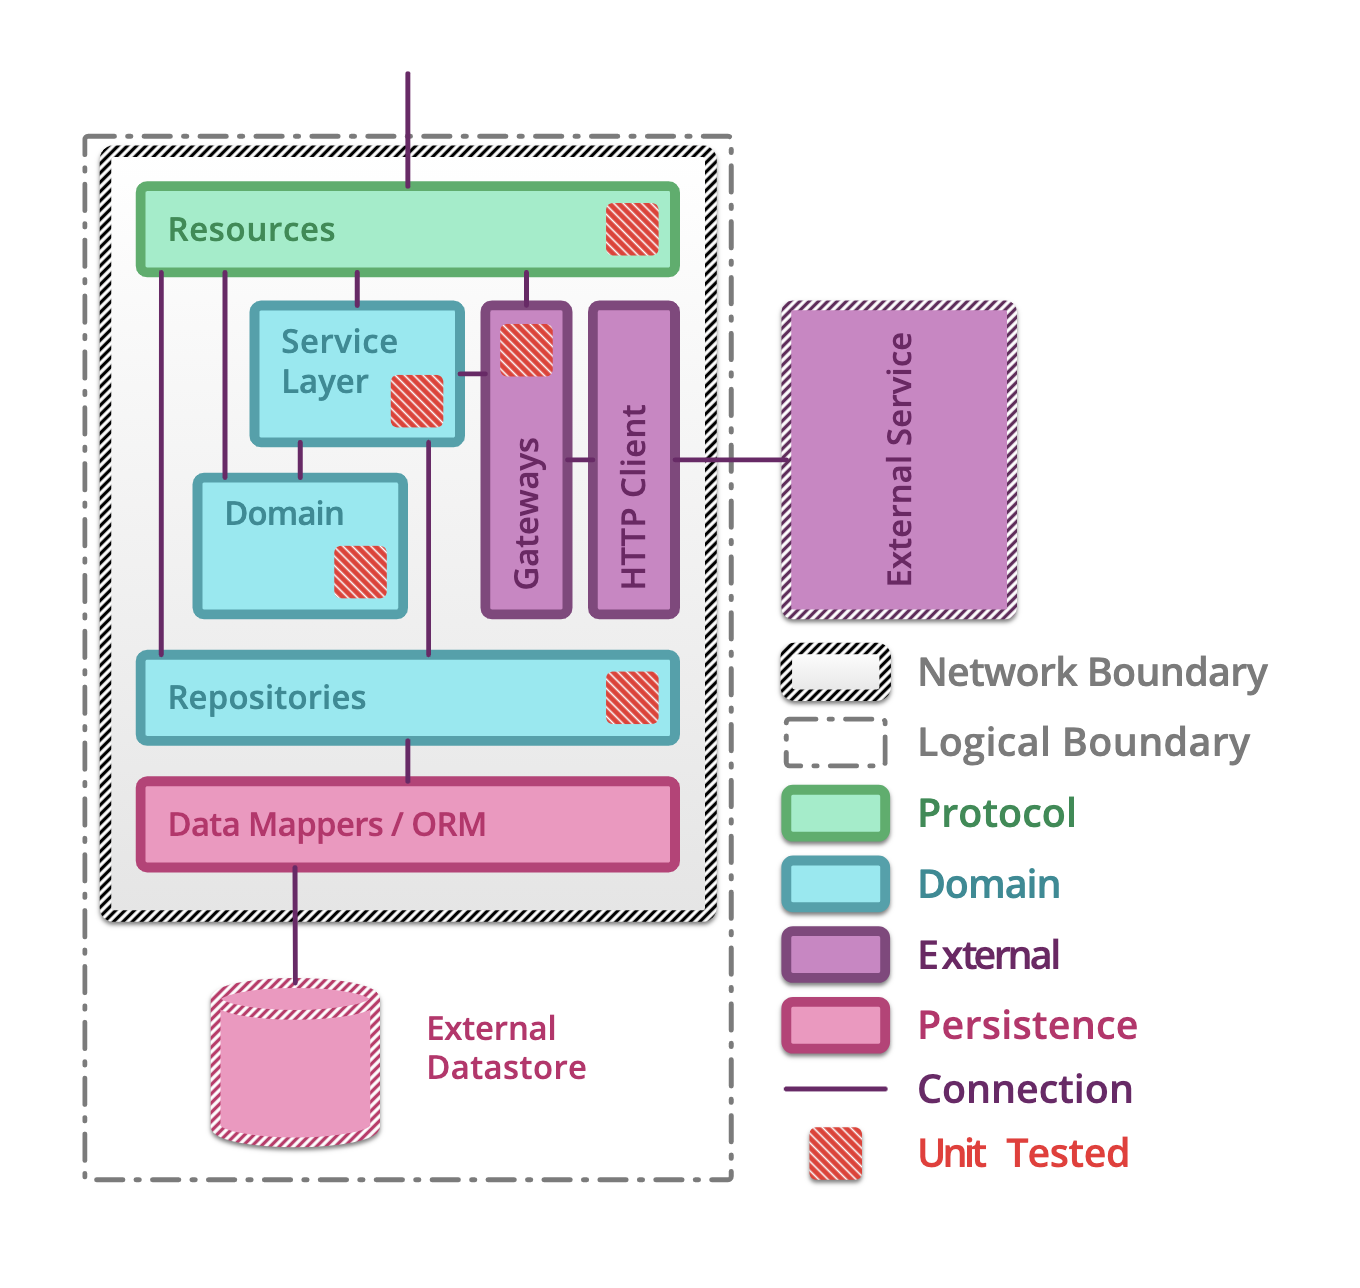 Resources
Service
Layer
Gateways
HTTP Client
External Service
Domain
Repositories
Data Mappers / ORM
External
Datastore
Network Boundary
Logical Boundary
Protocol
Domain
External
Persistence
Connection
Unit Tested